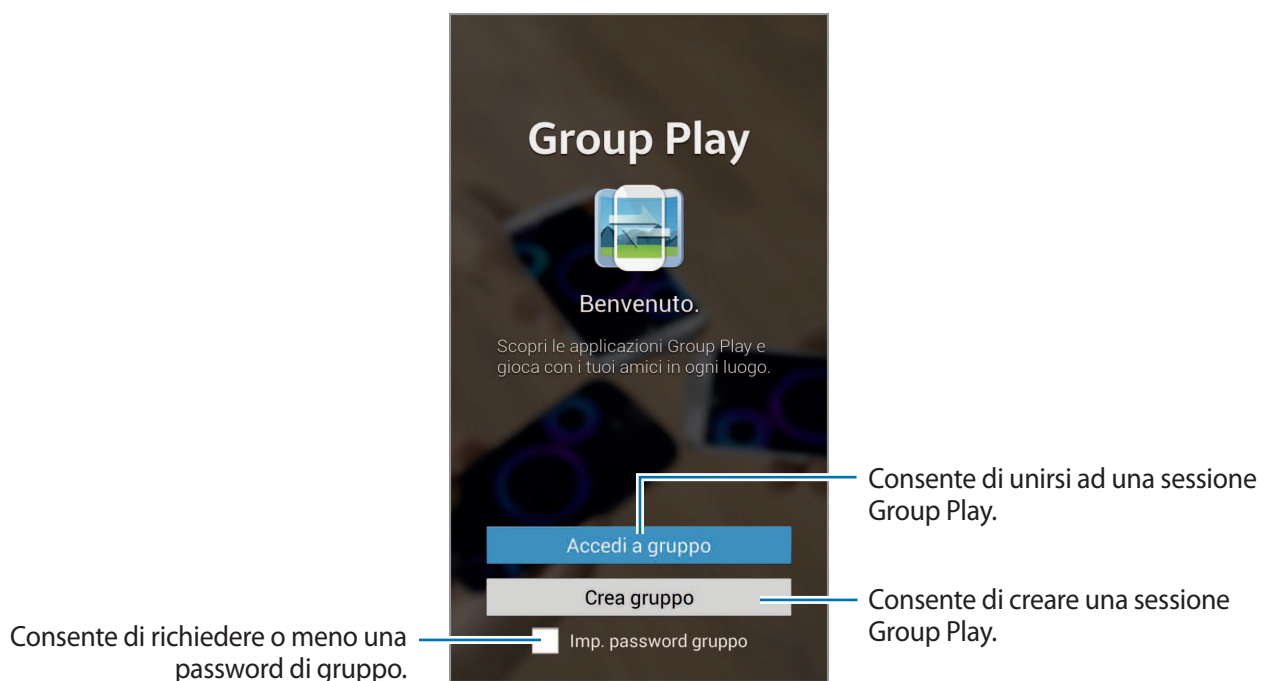 Group Play
Benvenuto.
Scopri le applicazioni Group Play e
gioca con i tuoi amici in ogni luogo.
Consente di unirsi ad una sessione
Group Play.
Accedi a gruppo
Crea gruppo
Consente di creare una sessione
Group Play.
Consente di richiedere o meno una
password di gruppo.
Imp. password gruppo